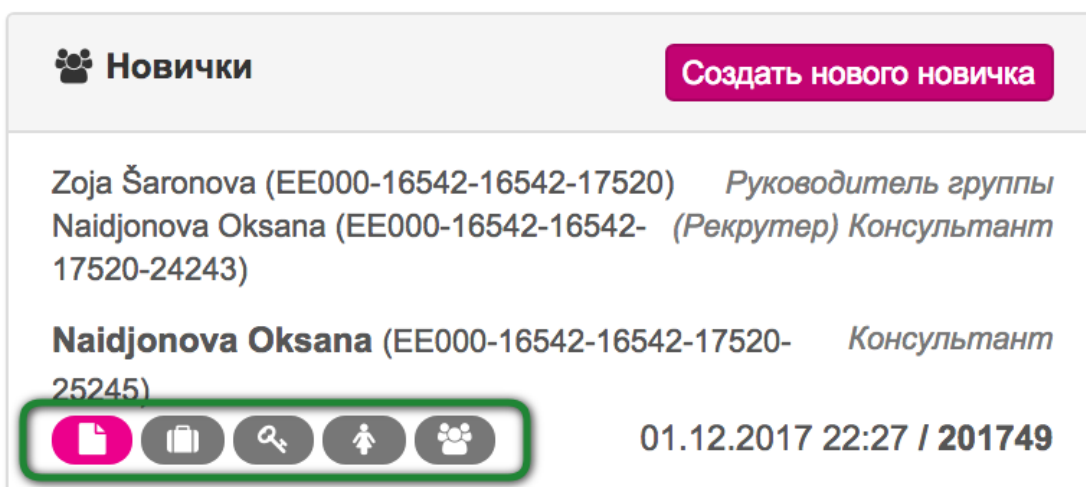 Новички
Создать нового новичка
Zoja Šaronova (EE000-16542-16542-17520) Руководитель группы
Naidjonova Oksana (EE000-16542-16542- (Рекрутер) Консультант
17520-24243)
Naidjonova Oksana (EE000-16542-16542-17520- Консультант
25245)
01.12.2017 22:27 / 201749